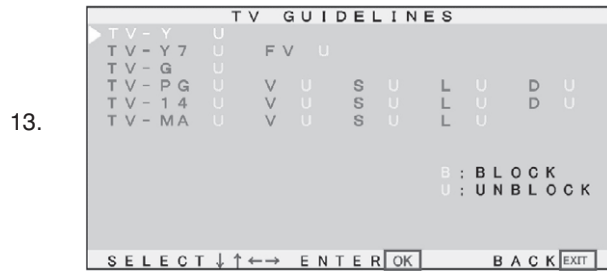 TV GUIDELINES
TV-Y U
TV-Y7 U FV U
TV-G U
TV-PG U V U S U L U D U
TV-14 U V U S U L U D U
TV-MA U V U S U L U
13.
B : BLOCK
U : UNBLOCK
SELECT ↓↑←→ ENTER OK BACK EXIT